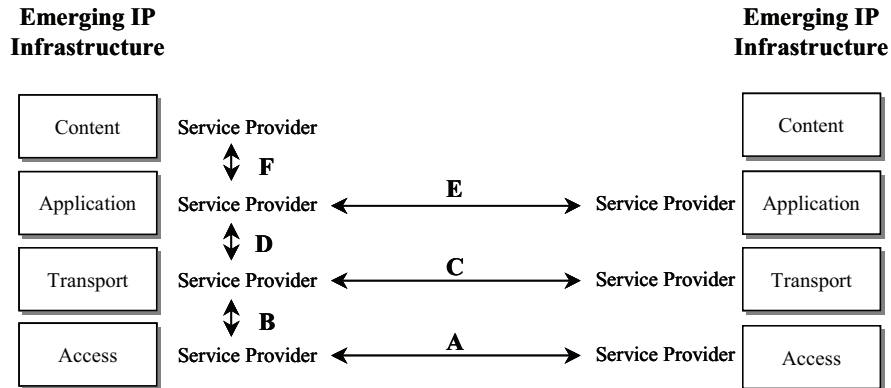 Emerging IP
Infrastructure
Emerging IP
Infrastructure
Content
Service Provider
Content
F
Application
Service Provider
E
Service Provider
Application
D
Transport
Service Provider
C
Service Provider
Transport
B
Access
Service Provider
A
Service Provider
Access